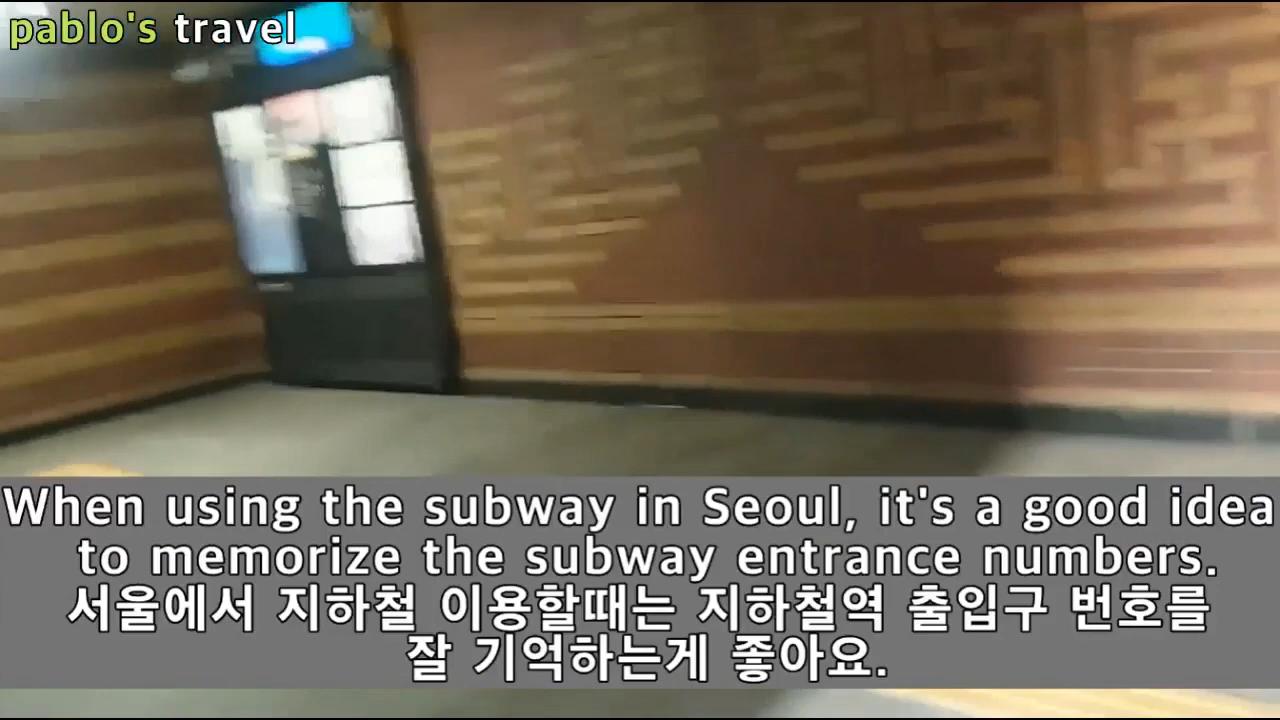 pablo's travel
When using the subway in Seoul, it's a good idea
to memorize the subway entrance numbers.
서울에서 지하철 이용할때는 지하철역 출입구 번호를
잘 기억하는게 좋아요.